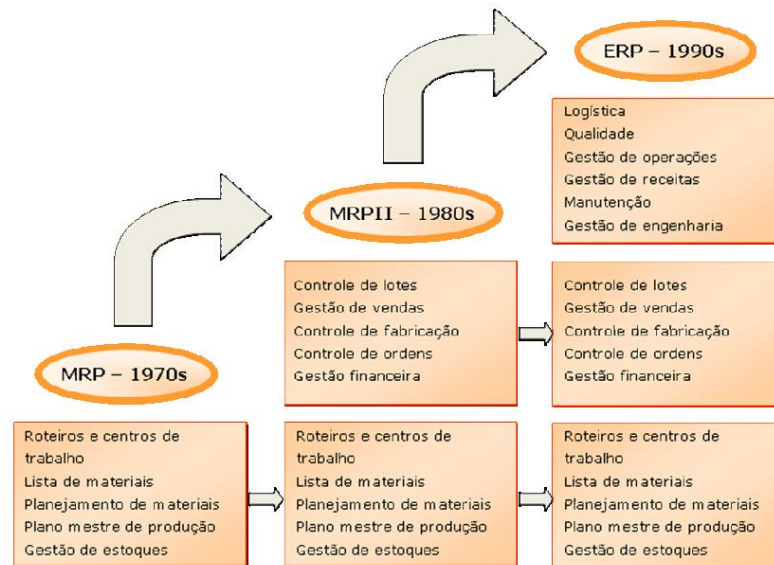 ERP – 1990s
Logística
Qualidade
Gestão de operações
Gestão de receitas
Manutenção
Gestão de engenharia
MRPII – 1980s
Controle de lotes
Gestão de vendas
Controle de fabricação
Controle de ordens
Gestão financeira
Controle de lotes
Gestão de vendas
Controle de fabricação
Controle de ordens
Gestão financeira
MRP – 1970s
Roteiros e centros de
trabalho
Lista de materiais
Planejamento de materiais
Plano mestre de produção
Gestão de estoques
Roteiros e centros de
trabalho
Lista de materiais
Planejamento de materiais
Plano mestre de produção
Gestão de estoques
Roteiros e centros de
trabalho
Lista de materiais
Planejamento de materiais
Plano mestre de produção
Gestão de estoques